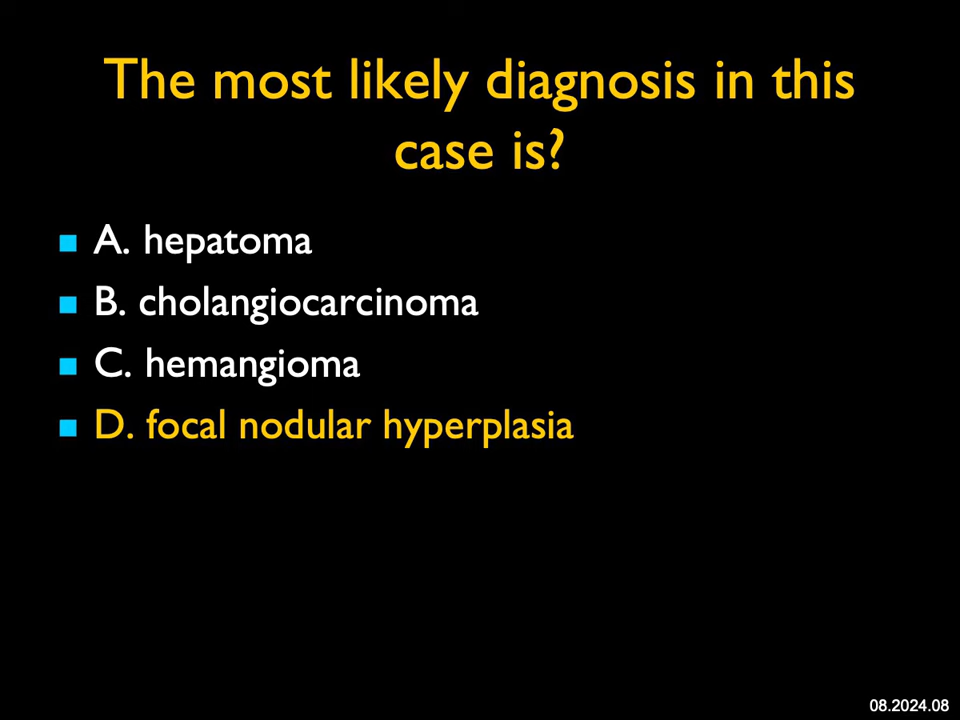 The most likely diagnosis in this
case is?
A. hepatoma
B. cholangiocarcinoma
C. hemangioma
D. focal nodular hyperplasia
08.2024.08